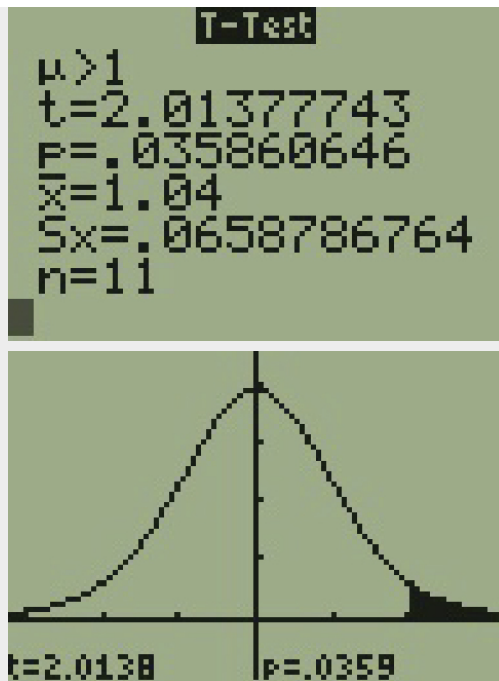 T-Test
μ>1
t=2.01377743
p=.035860646
x̄=1.04
Sx=.0658786764
n=11
t=2.0138 p=.0359